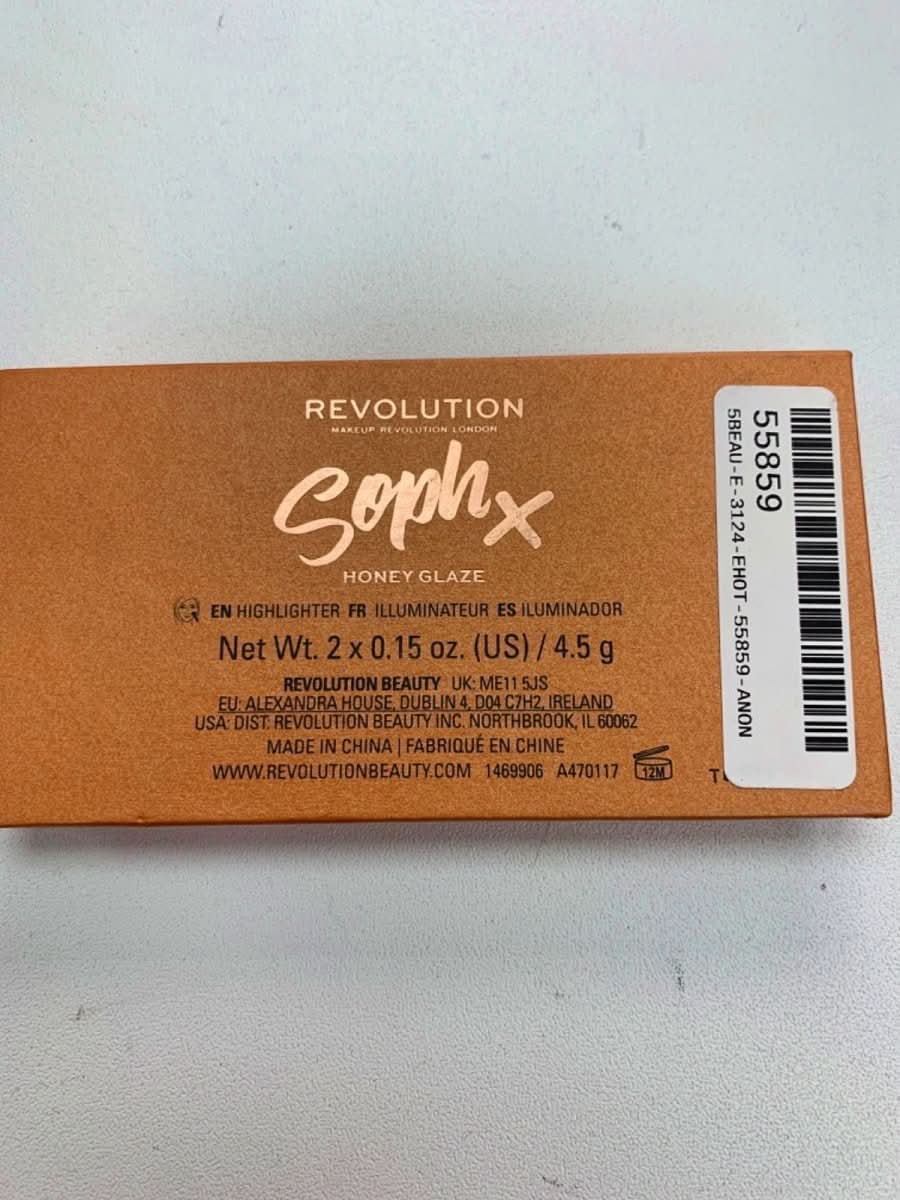 REVOLUTION
MAKEUP REVOLUTION LONDON
Soph x
HONEY GLAZE
EN HIGHLIGHTER FR ILLUMINATEUR ES ILUMINADOR
Net Wt. 2 x 0.15 oz. (US) / 4.5 g
REVOLUTION BEAUTY UK: ME11 5JS
EU: ALEXANDRA HOUSE, DUBLIN 4, D04 C7H2, IRELAND
USA: DIST. REVOLUTION BEAUTY INC. NORTHBROOK, IL 60062
MADE IN CHINA | FABRIQUÉ EN CHINE
WWW.REVOLUTIONBEAUTY.COM 1469906 A470117 12M
55859
5BEAU-E-3124-EHOT-55859-ANON